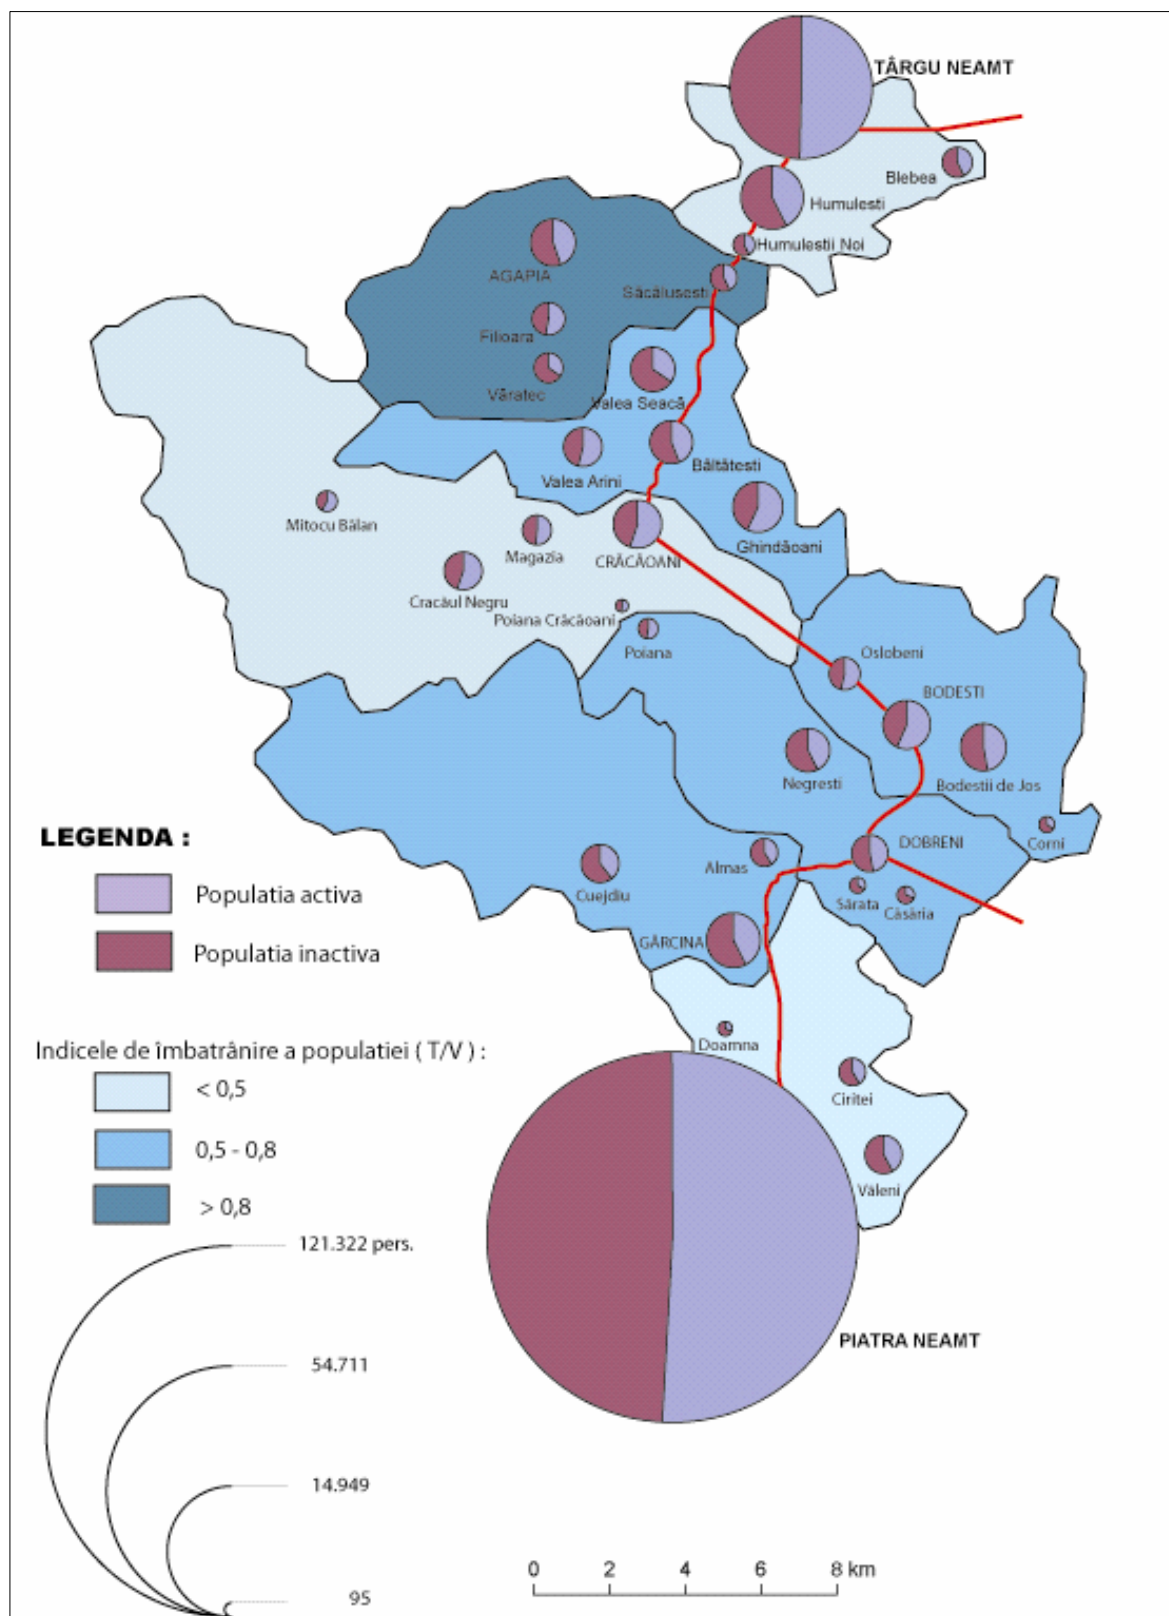 TÂRGU NEAMT
Blebea
Humulesti
Humulestii Noi
AGAPIA
Săcălusesti
Filioara
Văratec
Valea Seacă
Băltătesti
Valea Arini
Mitocu Bălan
Magazia
CRĂCĂOANI
Ghindăoani
Cracăul Negru
Poiana Crăcăoani
Poiana
Oslobeni
BODESTI
Negresti
Bodestii de Jos
Corni
DOBRENI
Almas
Cuejdiu
Sărata
Căsăria
GÂRCINA
Doamna
Ciritei
Văleni
PIATRA NEAMT
LEGENDA :
Populatia activa
Populatia inactiva
Indicele de îmbatrânire a populatiei ( T/V ) :
< 0,5
0,5 - 0,8
> 0,8
121.322 pers.
54.711
14.949
95
0 2 4 6 8 km